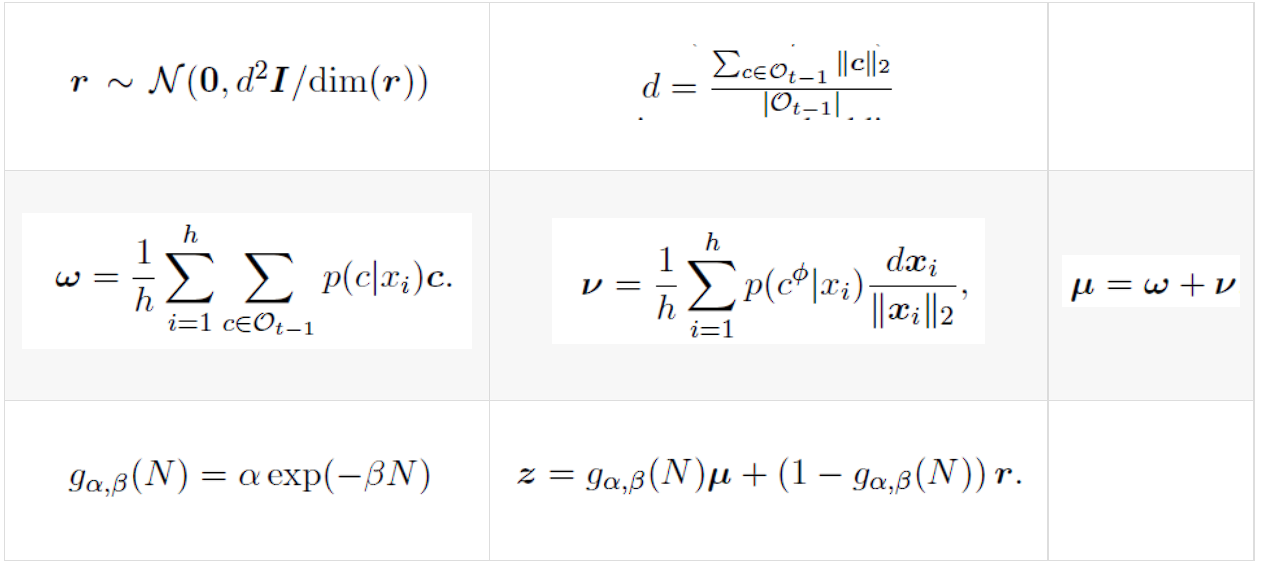 r ∼ 𝒩(0, d²I/dim(r))
d = ∑_{c∈𝒪_{t−1}} ‖c‖₂ / |𝒪_{t−1}|
ω = 1/h ∑_{i=1}^{h} ∑_{c∈𝒪_{t−1}} p(c|x_i)c.
ν = 1/h ∑_{i=1}^{h} p(c^ϕ|x_i) dx_i/‖x_i‖₂,
μ = ω + ν
g_{α,β}(N) = α exp(−βN)
z = g_{α,β}(N)μ + (1 − g_{α,β}(N)) r.